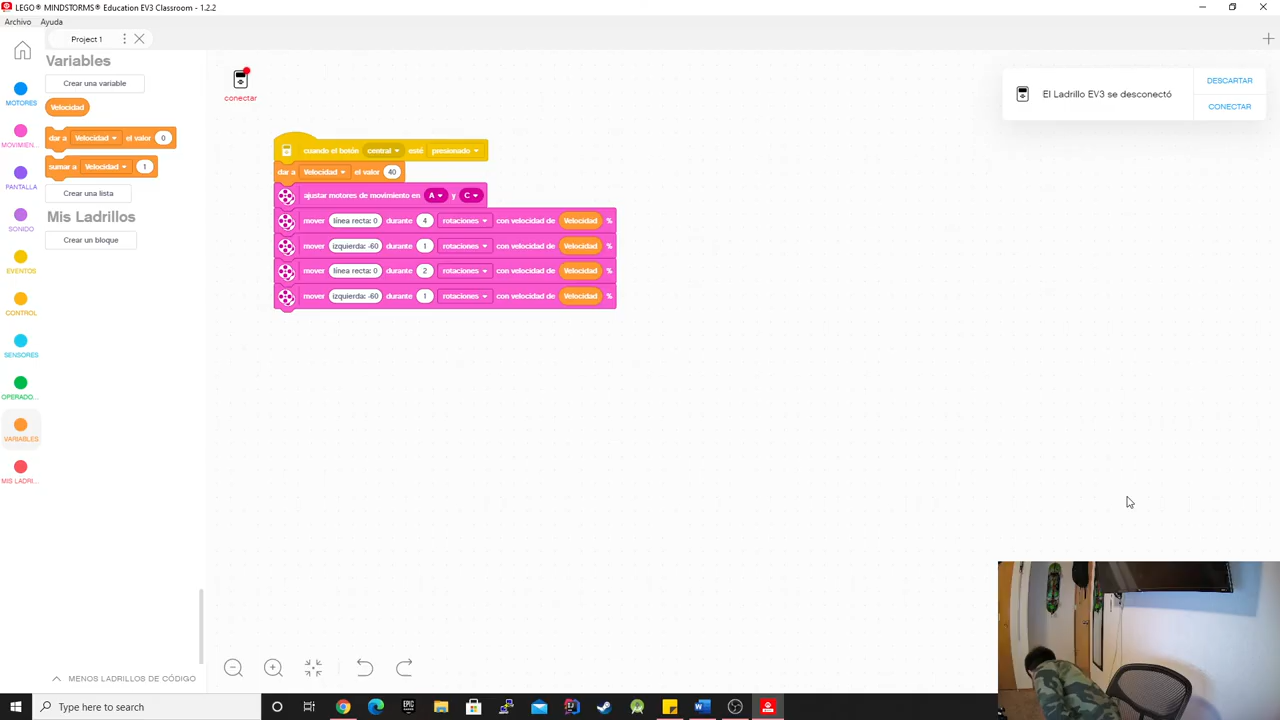 LEGO® MINDSTORMS® Education EV3 Classroom - 1.2.2
Archivo Ayuda
Project 1
Variables
Crear una variable
Velocidad
dar a Velocidad el valor 0
sumar a Velocidad 1
Crear una lista
Mis Ladrillos
Crear un bloque
MOTORES
MOVIMIEN...
PANTALLA
SONIDO
EVENTOS
CONTROL
SENSORES
OPERADO...
VARIABLES
MIS LADRI...
MENOS LADRILLOS DE CÓDIGO
conectar
cuando el botón central esté presionado
dar a Velocidad el valor 40
ajustar motores de movimiento en A y C
mover línea recta: 0 durante 4 rotaciones con velocidad de Velocidad %
mover izquierda: -60 durante 1 rotaciones con velocidad de Velocidad %
mover línea recta: 0 durante 2 rotaciones con velocidad de Velocidad %
mover izquierda: -60 durante 1 rotaciones con velocidad de Velocidad %
El Ladrillo EV3 se desconectó
DESCARTAR
CONECTAR
Type here to search
EPIC